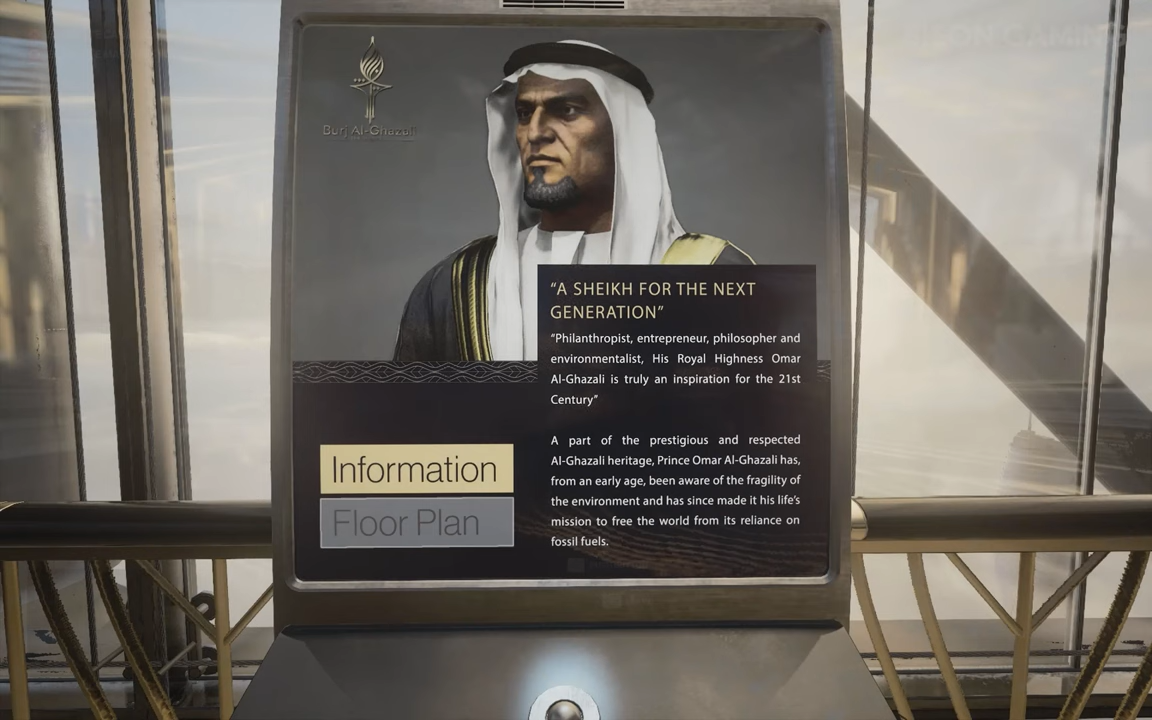 ICON GAMING
Burj Al-Ghazali
"A SHEIKH FOR THE NEXT
GENERATION"
"Philanthropist, entrepreneur, philosopher and
environmentalist, His Royal Highness Omar
Al-Ghazali is truly an inspiration for the 21st
Century"
A part of the prestigious and respected
Al-Ghazali heritage, Prince Omar Al-Ghazali has,
from an early age, been aware of the fragility of
the environment and has since made it his life's
mission to free the world from its reliance on
fossil fuels.
Information
Floor Plan